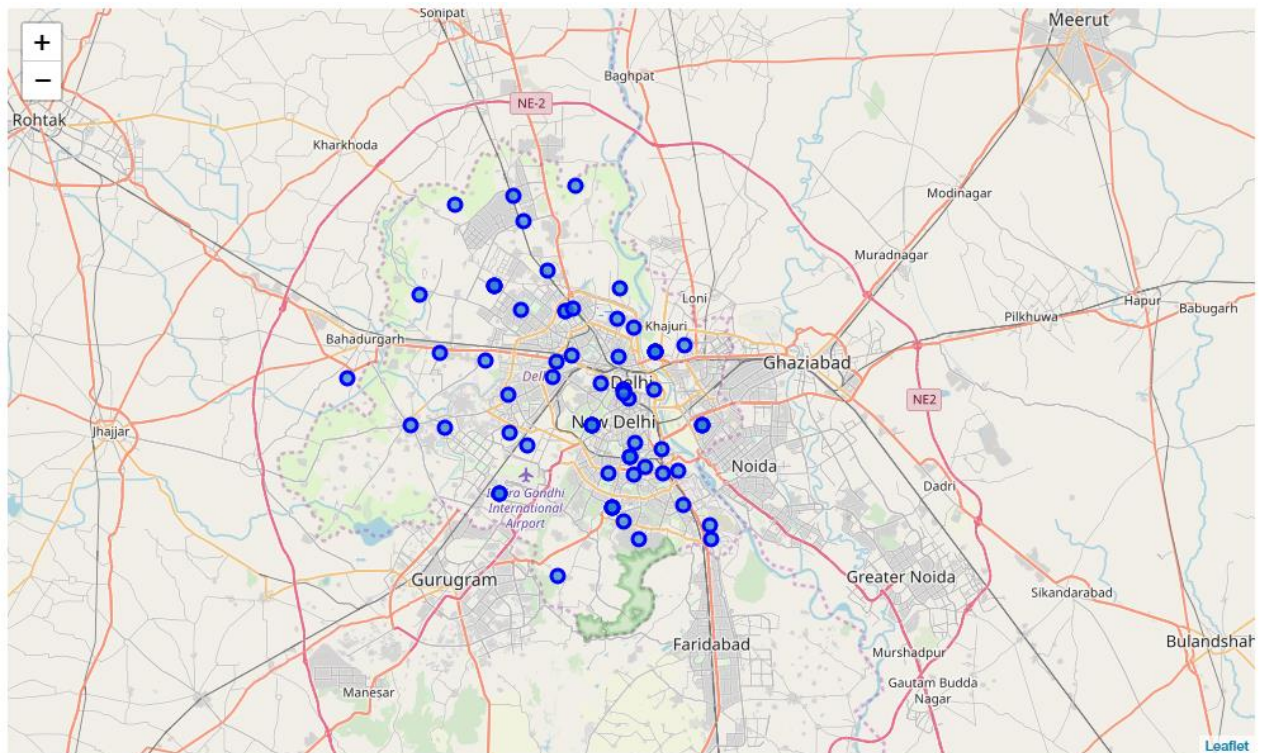 Sonipat
Meerut
+
−
Baghpat
NE-2
Rohtak
Kharkhoda
Modinagar
Muradnagar
Loni
Hapur
Babugarh
Pilkhuwa
Khajuri
Bahadurgarh
Ghaziabad
Delhi
NE2
New Delhi
Jhajjar
Noida
Dadri
Indira Gandhi
International
Airport
Gurugram
Greater Noida
Sikandarabad
Faridabad
Bulandshah
Murshadpur
Gautam Budda
Nagar
Manesar
Leaflet